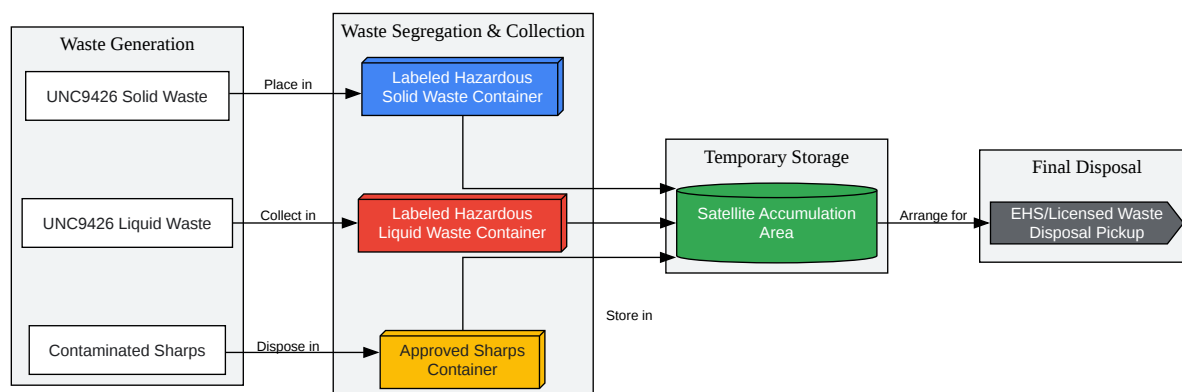 Waste Generation
UNC9426 Solid Waste
UNC9426 Liquid Waste
Contaminated Sharps
Place in
Collect in
Dispose in
Waste Segregation & Collection
Labeled Hazardous
Solid Waste Container
Labeled Hazardous
Liquid Waste Container
Approved Sharps
Container
Store in
Temporary Storage
Satellite Accumulation
Area
Arrange for
Final Disposal
EHS/Licensed Waste
Disposal Pickup